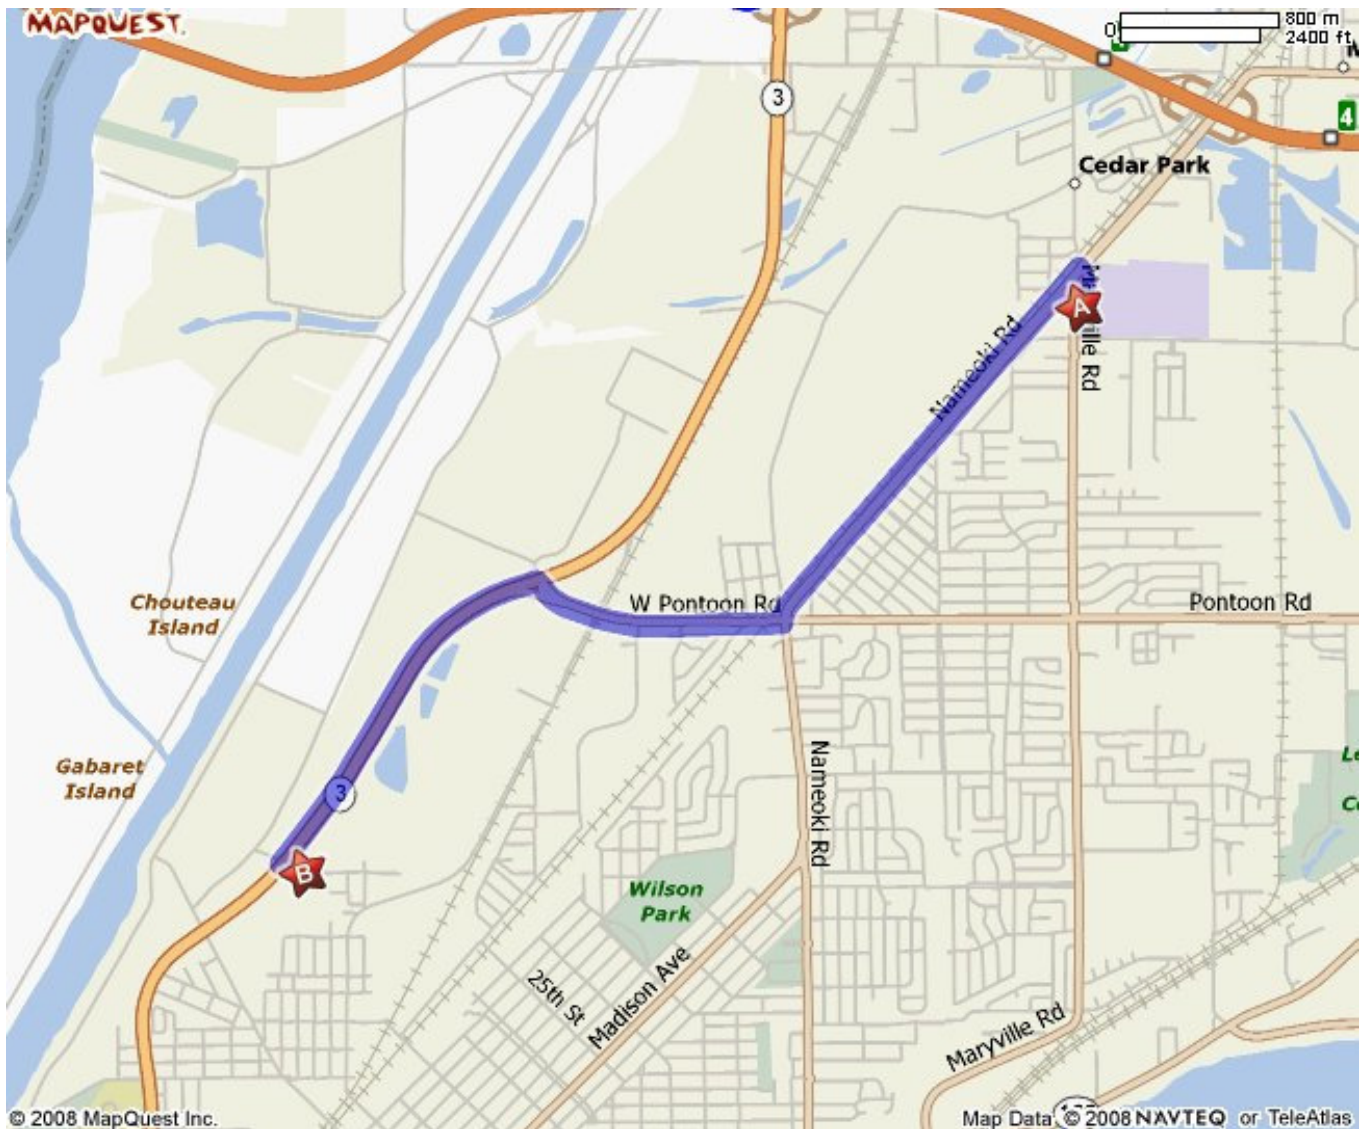 MAPQUEST.
0
800 m
2400 ft
3
4
Cedar Park
Nameoki Rd
A
ille Rd
W Pontoon Rd
Pontoon Rd
Chouteau
Island
Gabaret
Island
3
Nameoki Rd
B
Wilson
Park
25th St
Madison Ave
Maryville Rd
© 2008 MapQuest Inc.
Map Data © 2008 NAVTEQ or TeleAtlas